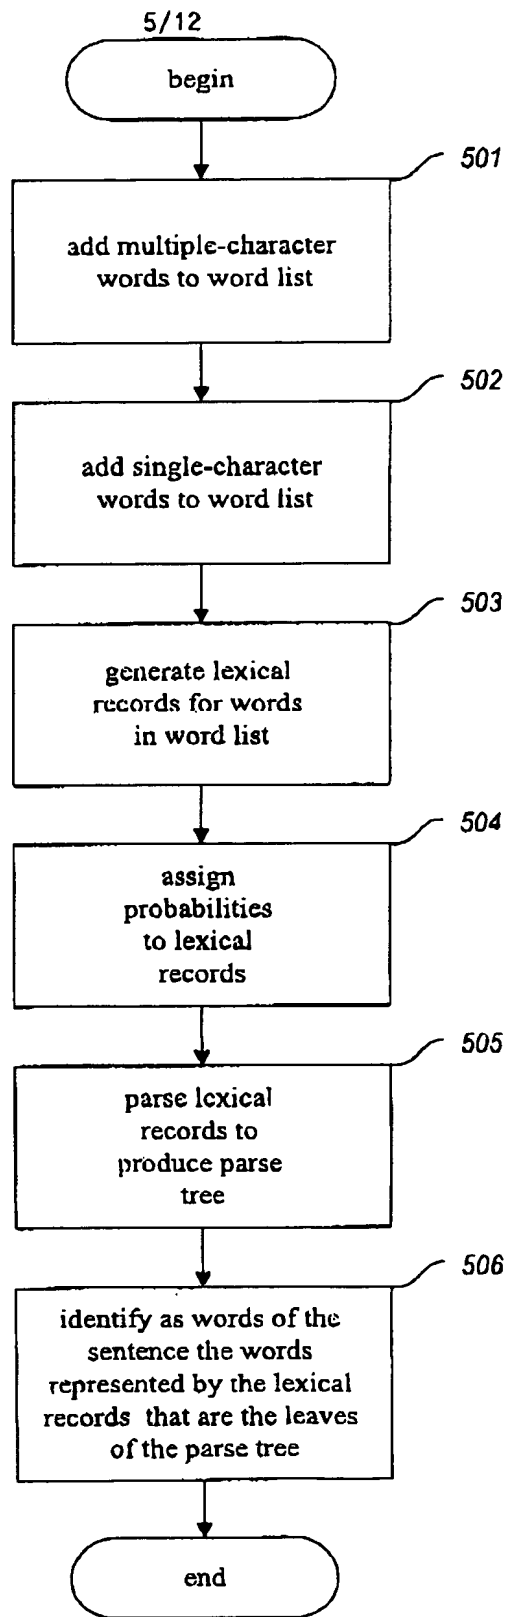 5/12
begin
501
add multiple-character
words to word list
502
add single-character
words to word list
503
generate lexical
records for words
in word list
504
assign
probabilities
to lexical
records
505
parse lexical
records to
produce parse
tree
506
identify as words of the
sentence the words
represented by the lexical
records that are the leaves
of the parse tree
end